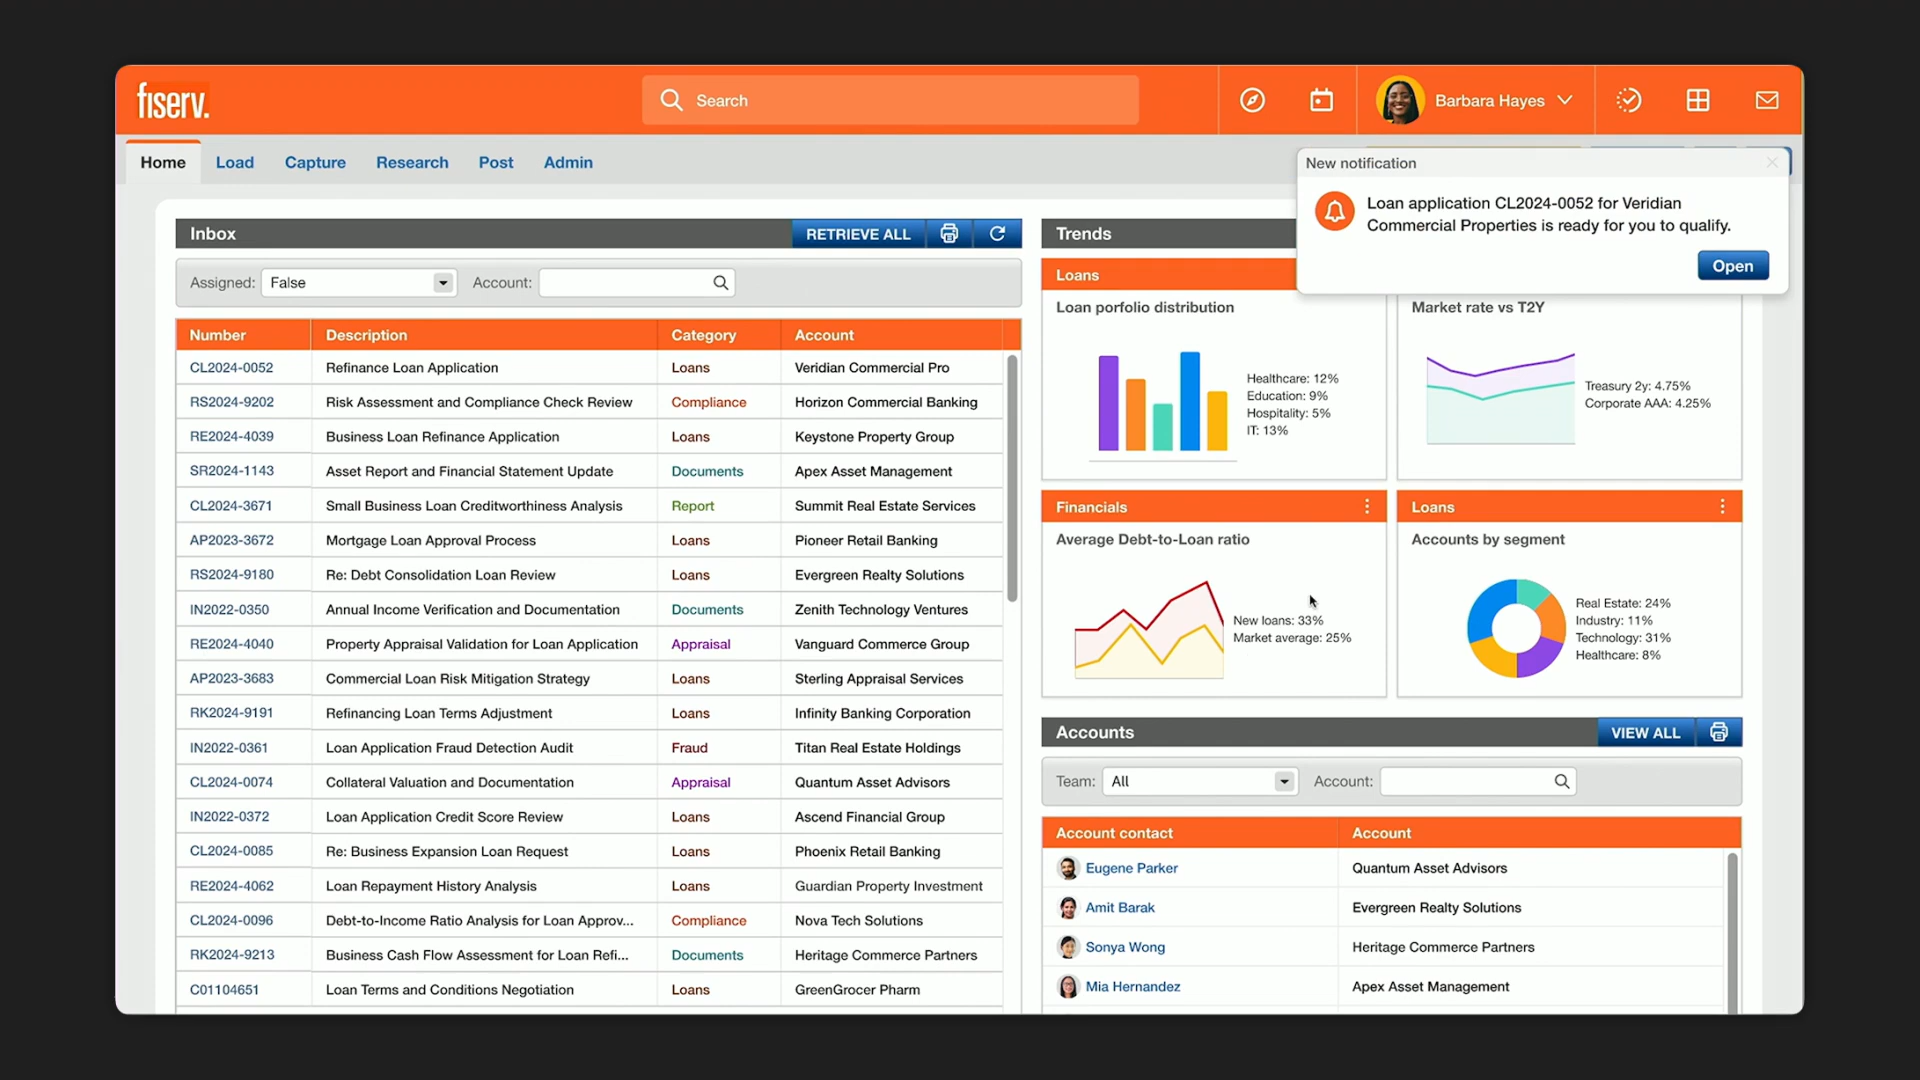 fiserv.
Search
Barbara Hayes
Home
Load
Capture
Research
Post
Admin
New notification
Loan application CL2024-0052 for Veridian
Commercial Properties is ready for you to qualify.
Open
Inbox
RETRIEVE ALL
Assigned: False
Account:
Number Description Category Account
CL2024-0052 Refinance Loan Application Loans Veridian Commercial Pro
RS2024-9202 Risk Assessment and Compliance Check Review Compliance Horizon Commercial Banking
RE2024-4039 Business Loan Refinance Application Loans Keystone Property Group
SR2024-1143 Asset Report and Financial Statement Update Documents Apex Asset Management
CL2024-3671 Small Business Loan Creditworthiness Analysis Report Summit Real Estate Services
AP2023-3672 Mortgage Loan Approval Process Loans Pioneer Retail Banking
RS2024-9180 Re: Debt Consolidation Loan Review Loans Evergreen Realty Solutions
IN2022-0350 Annual Income Verification and Documentation Documents Zenith Technology Ventures
RE2024-4040 Property Appraisal Validation for Loan Application Appraisal Vanguard Commerce Group
AP2023-3683 Commercial Loan Risk Mitigation Strategy Loans Sterling Appraisal Services
RK2024-9191 Refinancing Loan Terms Adjustment Loans Infinity Banking Corporation
IN2022-0361 Loan Application Fraud Detection Audit Fraud Titan Real Estate Holdings
CL2024-0074 Collateral Valuation and Documentation Appraisal Quantum Asset Advisors
IN2022-0372 Loan Application Credit Score Review Loans Ascend Financial Group
CL2024-0085 Re: Business Expansion Loan Request Loans Phoenix Retail Banking
RE2024-4062 Loan Repayment History Analysis Loans Guardian Property Investment
CL2024-0096 Debt-to-Income Ratio Analysis for Loan Approv... Compliance Nova Tech Solutions
RK2024-9213 Business Cash Flow Assessment for Loan Refi... Documents Heritage Commerce Partners
C01104651 Loan Terms and Conditions Negotiation Loans GreenGrocer Pharm
Trends
Loans
Loan porfolio distribution
Healthcare: 12%
Education: 9%
Hospitality: 5%
IT: 13%
Market rate vs T2Y
Treasury 2y: 4.75%
Corporate AAA: 4.25%
Financials
Average Debt-to-Loan ratio
New loans: 33%
Market average: 25%
Loans
Accounts by segment
Real Estate: 24%
Industry: 11%
Technology: 31%
Healthcare: 8%
Accounts
VIEW ALL
Team: All
Account:
Account contact Account
Eugene Parker Quantum Asset Advisors
Amit Barak Evergreen Realty Solutions
Sonya Wong Heritage Commerce Partners
Mia Hernandez Apex Asset Management